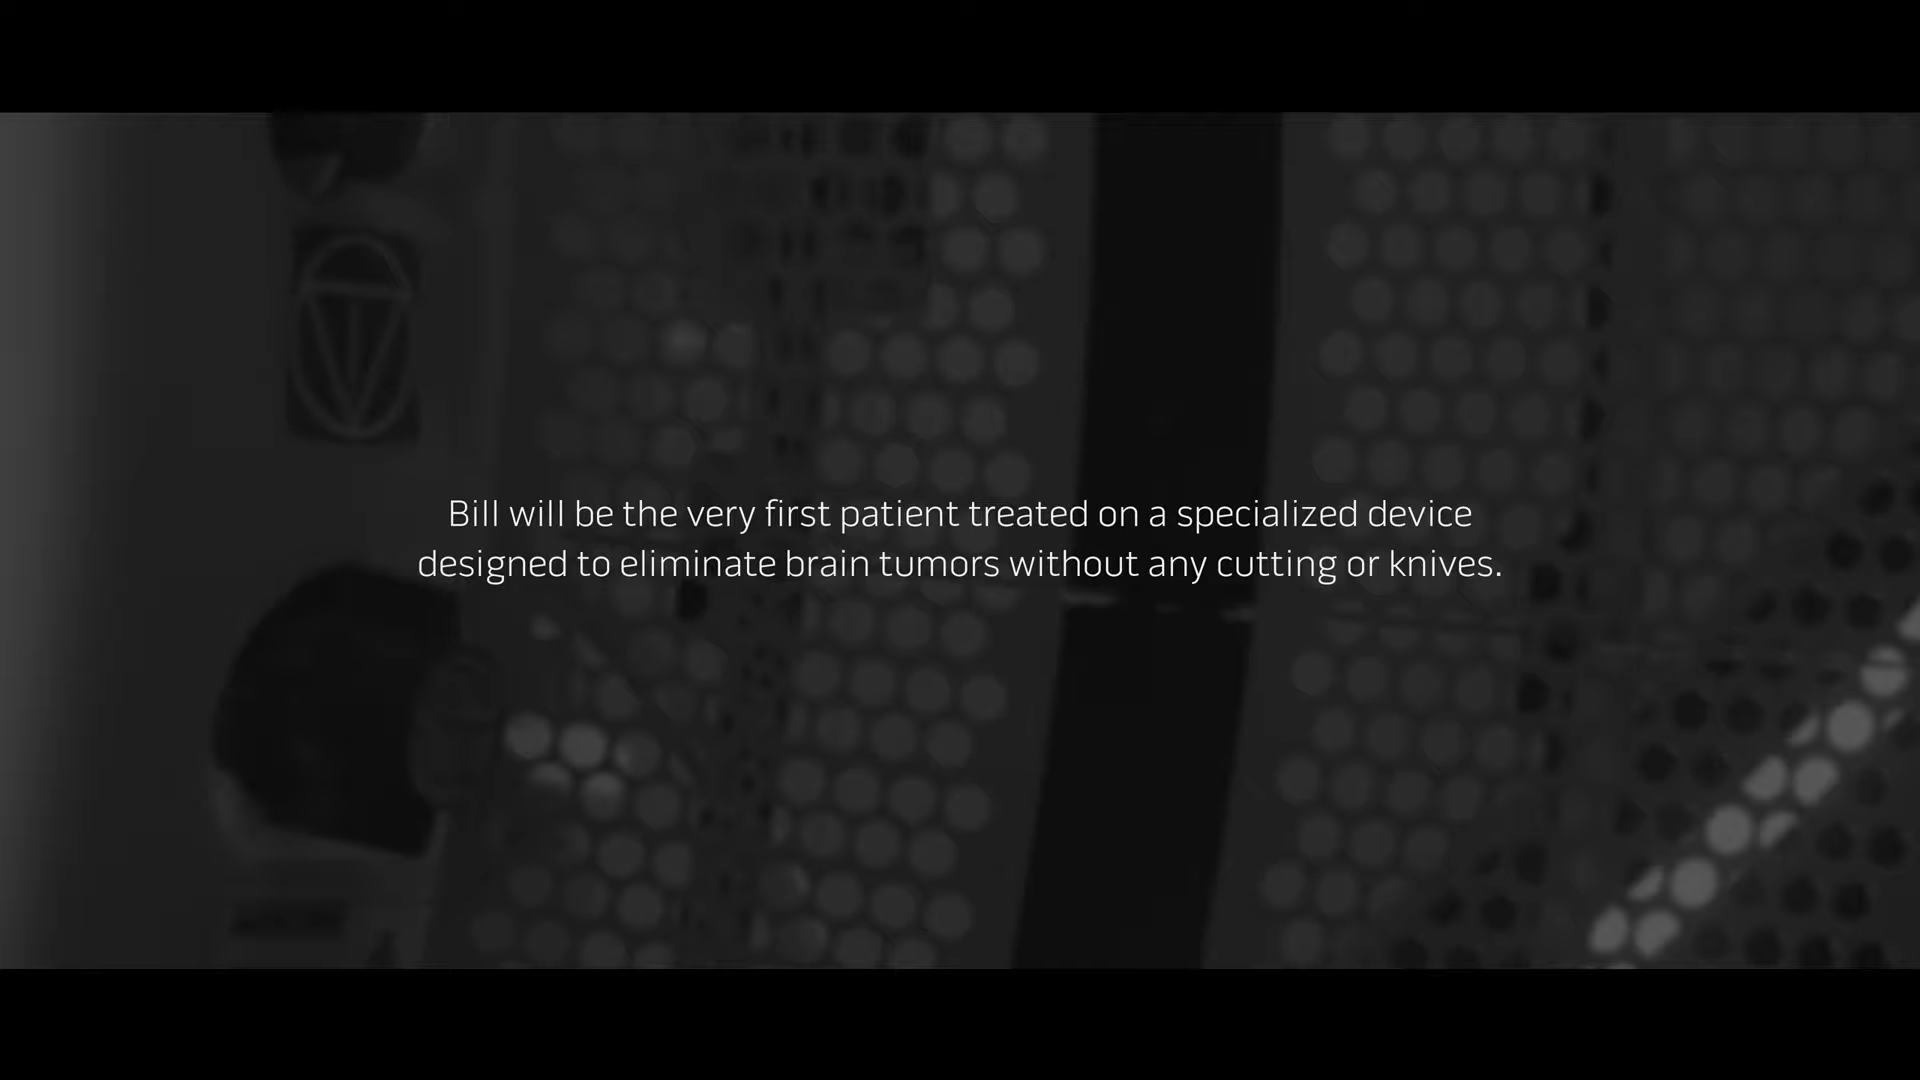 Bill will be the very first patient treated on a specialized device
designed to eliminate brain tumors without any cutting or knives.